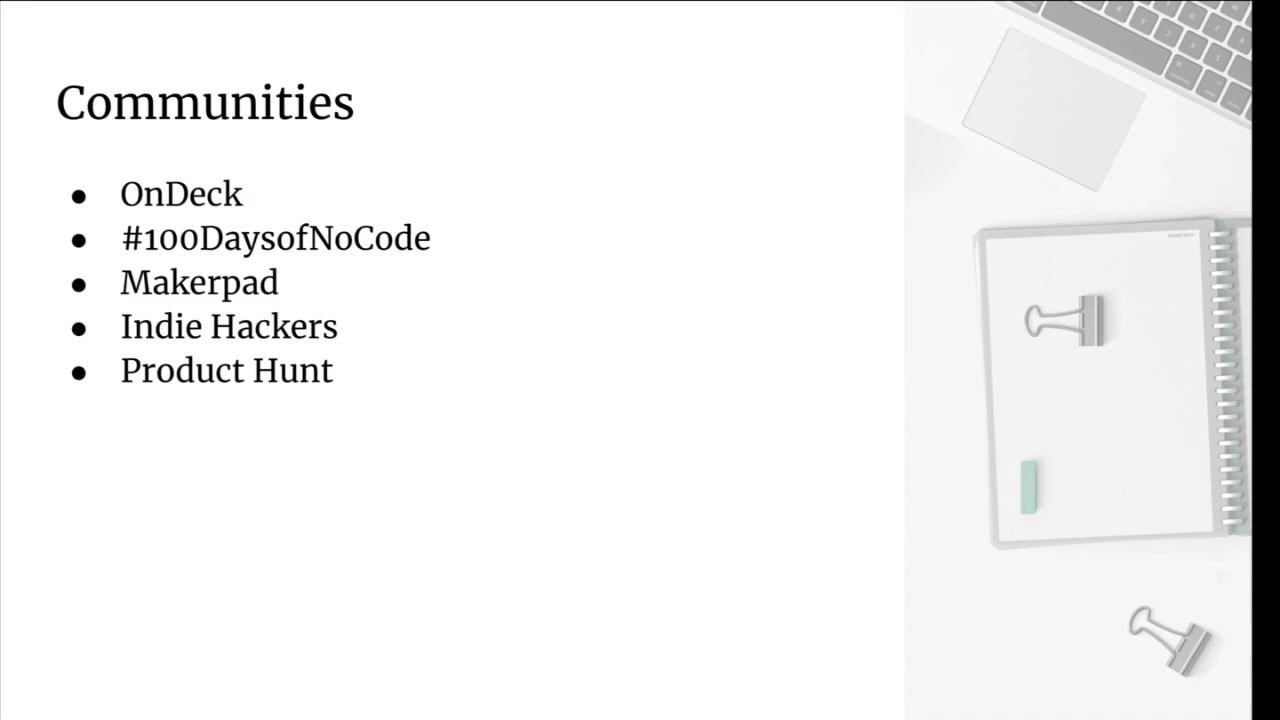 Communities
● OnDeck
● #100DaysofNoCode
● Makerpad
● Indie Hackers
● Product Hunt